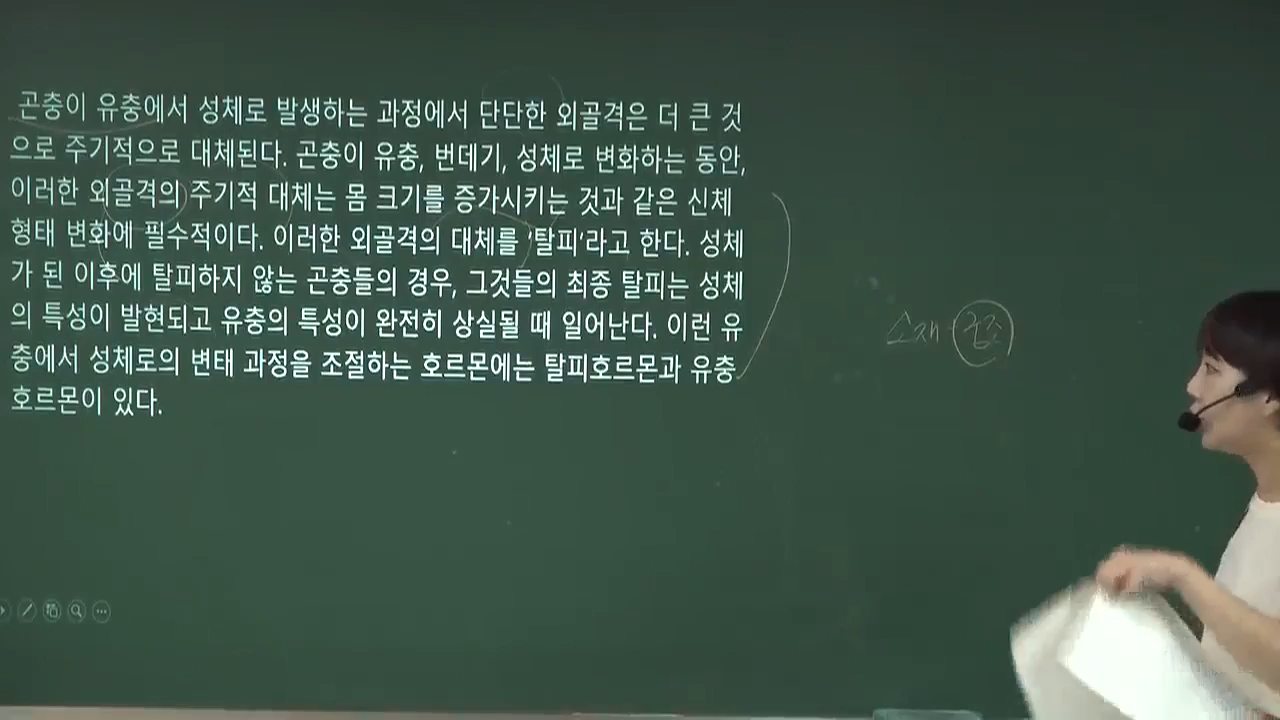 곤충이 유충에서 성체로 발생하는 과정에서 단단한 외골격은 더 큰 것
으로 주기적으로 대체된다. 곤충이 유충, 번데기, 성체로 변화하는 동안,
이러한 외골격의 주기적 대체는 몸 크기를 증가시키는 것과 같은 신체
형태 변화에 필수적이다. 이러한 외골격의 대체를 '탈피'라고 한다. 성체
가 된 이후에 탈피하지 않는 곤충들의 경우, 그것들의 최종 탈피는 성체
의 특성이 발현되고 유충의 특성이 완전히 상실될 때 일어난다. 이런 유
충에서 성체로의 변태 과정을 조절하는 호르몬에는 탈피호르몬과 유충
호르몬이 있다.
소재